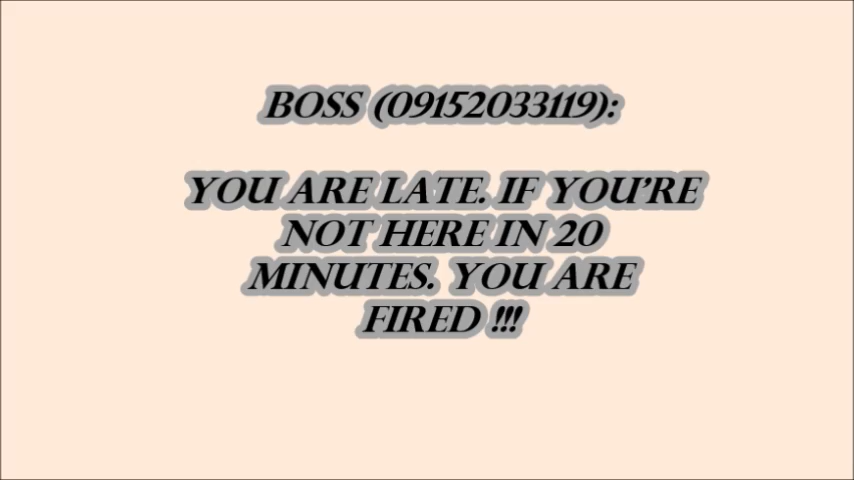 BOSS (09152033119):
YOU ARE LATE. IF YOU'RE
NOT HERE IN 20
MINUTES. YOU ARE
FIRED !!!